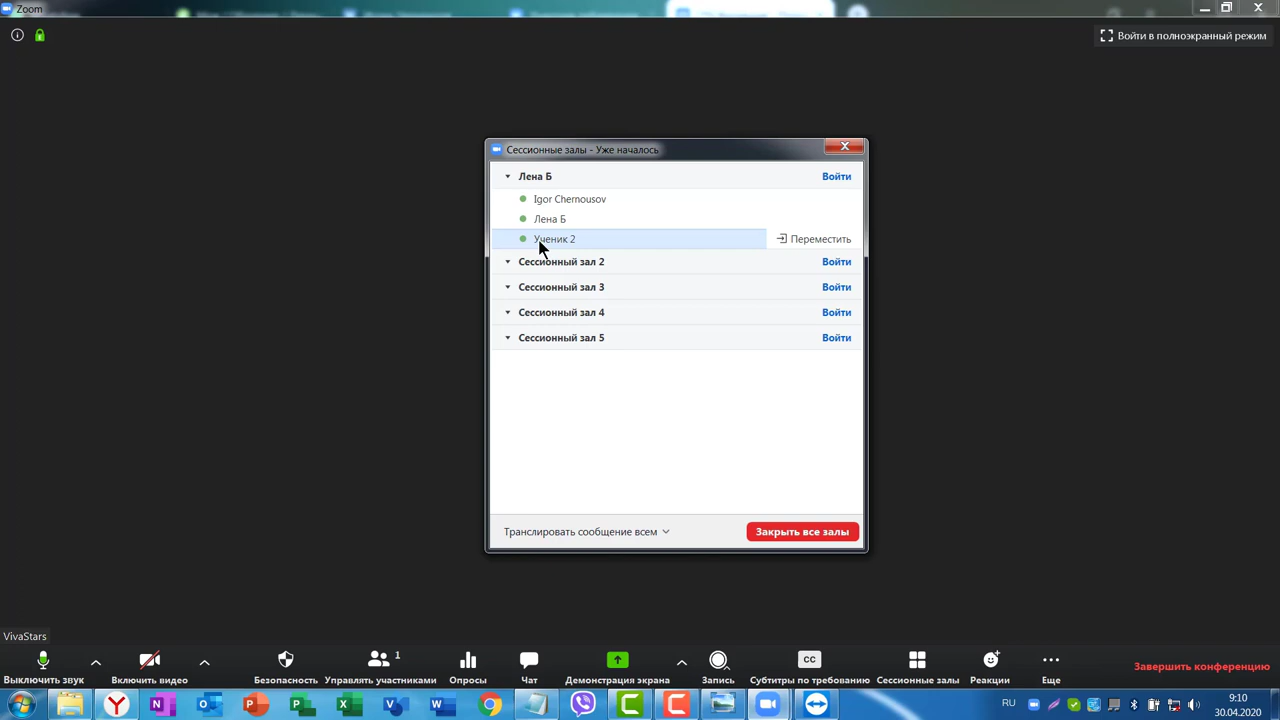 Zoom
Войти в полноэкранный режим
Сессионные залы - Уже началось
Лена Б Войти
Igor Chernousov
Лена Б
Ученик 2 Переместить
Сессионный зал 2 Войти
Сессионный зал 3 Войти
Сессионный зал 4 Войти
Сессионный зал 5 Войти
Транслировать сообщение всем Закрыть все залы
VivaStars
1
CC
Выключить звук Включить видео Безопасность Управлять участниками Опросы Чат Демонстрация экрана Запись Субтитры по требованию Сессионные залы Реакции Еще Завершить конференцию
RU 9:10
30.04.2020